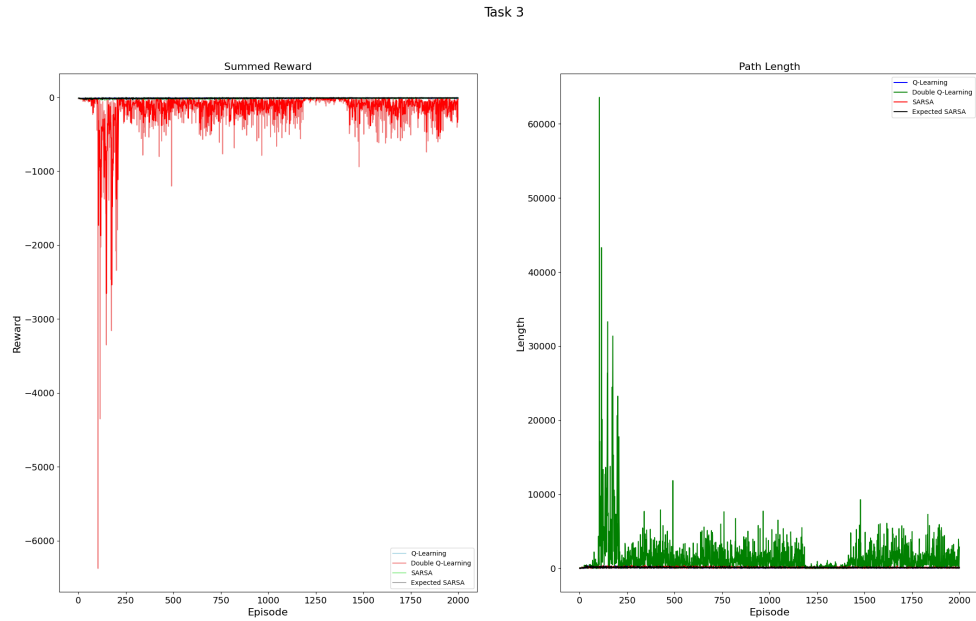 Task 3
Summed Reward
0
−1000
−2000
−3000
−4000
−5000
−6000
Reward
0
250
500
750
1000
1250
1500
1750
2000
Episode
Q-Learning
Double Q-Learning
SARSA
Expected SARSA
Path Length
60000
50000
40000
30000
20000
10000
0
Length
0
250
500
750
1000
1250
1500
1750
2000
Episode
Q-Learning
Double Q-Learning
SARSA
Expected SARSA